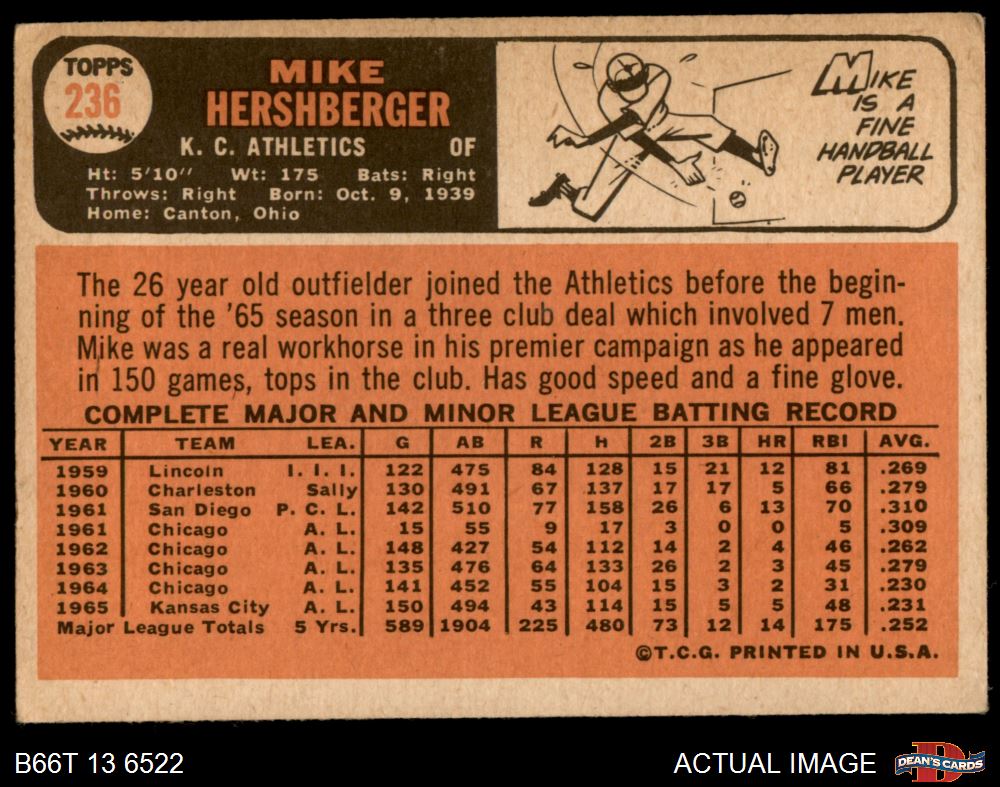 TOPPS
236
MIKE
HERSHBERGER
K. C. ATHLETICS OF
Ht: 5'10" Wt: 175 Bats: Right
Throws: Right Born: Oct. 9, 1939
Home: Canton, Ohio
MIKE
IS A
FINE
HANDBALL
PLAYER
The 26 year old outfielder joined the Athletics before the begin-
ning of the '65 season in a three club deal which involved 7 men.
Mike was a real workhorse in his premier campaign as he appeared
in 150 games, tops in the club. Has good speed and a fine glove.
COMPLETE MAJOR AND MINOR LEAGUE BATTING RECORD
YEAR TEAM LEA. G AB R h 2B 3B HR RBI AVG.
1959 Lincoln I. I. I. 122 475 84 128 15 21 12 81 .269
1960 Charleston Sally 130 491 67 137 17 17 5 66 .279
1961 San Diego P. C. L. 142 510 77 158 26 6 13 70 .310
1961 Chicago A. L. 15 55 9 17 3 0 0 5 .309
1962 Chicago A. L. 148 427 54 112 14 2 4 46 .262
1963 Chicago A. L. 135 476 64 133 26 2 3 45 .279
1964 Chicago A. L. 141 452 55 104 15 3 2 31 .230
1965 Kansas City A. L. 150 494 43 114 15 5 5 48 .231
Major League Totals 5 Yrs. 589 1904 225 480 73 12 14 175 .252
©T.C.G. PRINTED IN U.S.A.
B66T 13 6522 ACTUAL IMAGE
DEAN'S CARDS